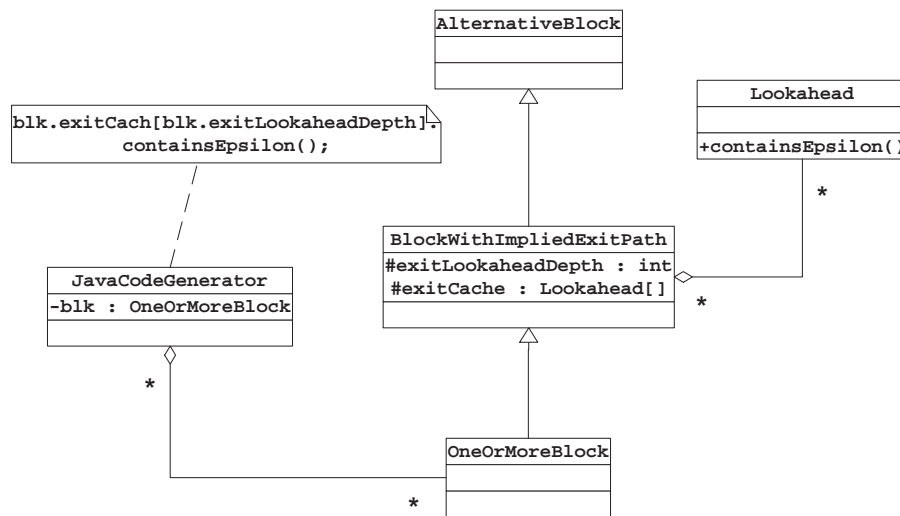 AlternativeBlock
Lookahead
+containsEpsilon()
*
blk.exitCach[blk.exitLookaheadDepth].
containsEpsilon();
BlockWithImpliedExitPath
#exitLookaheadDepth : int
#exitCache : Lookahead[]
*
JavaCodeGenerator
-blk : OneOrMoreBlock
*
OneOrMoreBlock
*